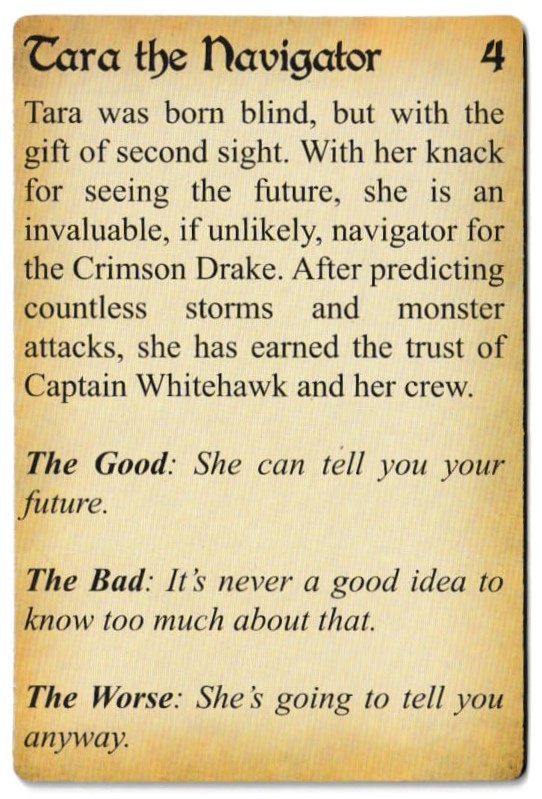 Tara the Navigator 4
Tara was born blind, but with the
gift of second sight. With her knack
for seeing the future, she is an
invaluable, if unlikely, navigator for
the Crimson Drake. After predicting
countless storms and monster
attacks, she has earned the trust of
Captain Whitehawk and her crew.
The Good: She can tell you your
future.
The Bad: It's never a good idea to
know too much about that.
The Worse: She's going to tell you
anyway.